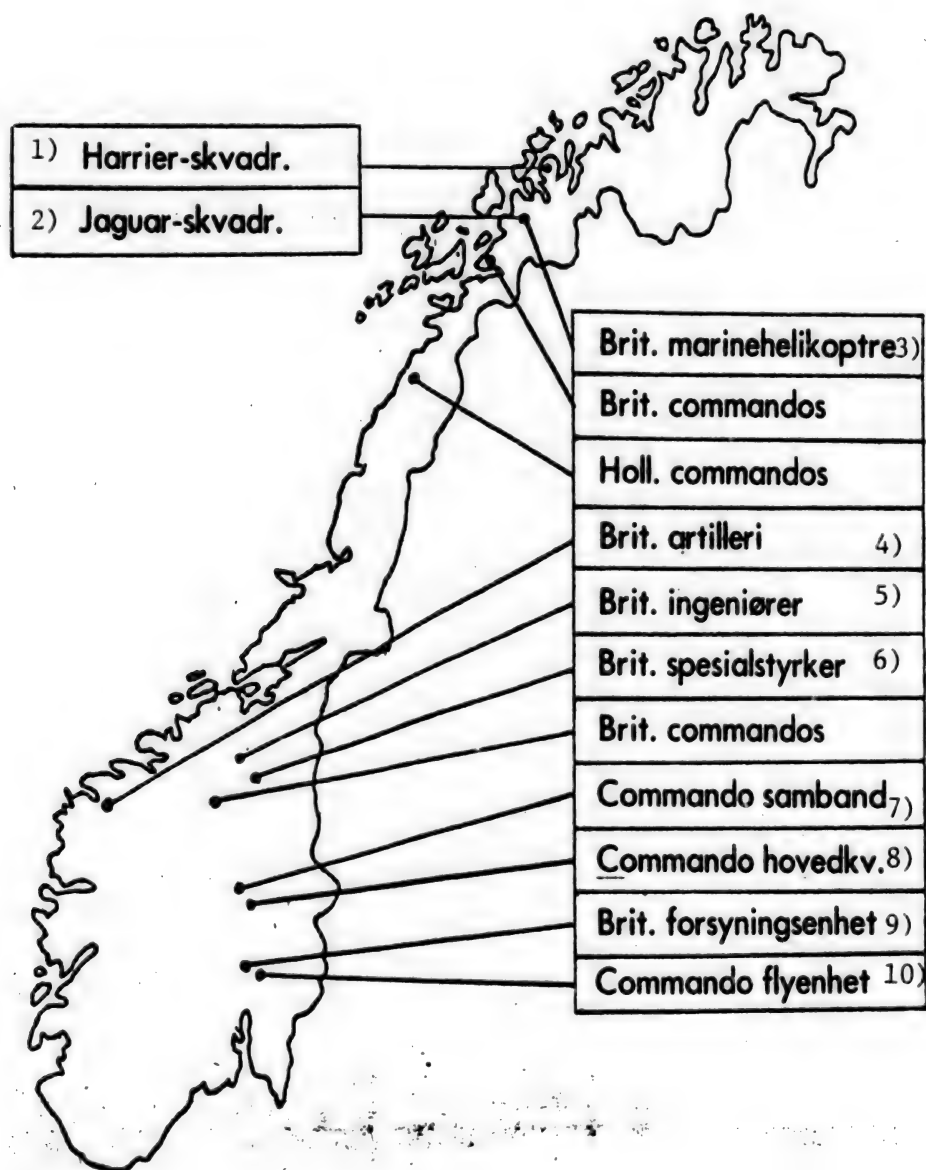 1) Harrier-skvadr.
2) Jaguar-skvadr.
Brit. marinehelikoptre3)
Brit. commandos
Holl. commandos
Brit. artilleri 4)
Brit. ingeniører 5)
Brit. spesialstyrker 6)
Brit. commandos
Commando samband7)
Commando hovedkv.8)
Brit. forsyningsenhet 9)
Commando flyenhet 10)